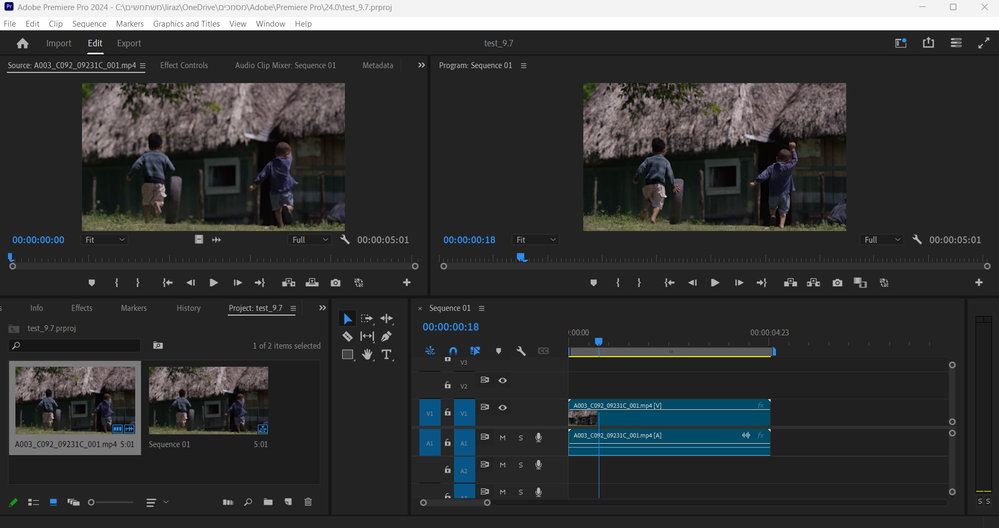 Pr Adobe Premiere Pro 2024 - C:\משתמשים\liraz\OneDrive\מסמכים\Adobe\Premiere Pro\24.0\test_9.7.prproj
File Edit Clip Sequence Markers Graphics and Titles View Window Help
Import Edit Export test_9.7
Source: A003_C092_09231C_001.mp4 Effect Controls Audio Clip Mixer: Sequence 01 Metadata
Program: Sequence 01
00:00:00:00 Fit Full 00:00:05:01
00:00:00:18 Fit Full 00:00:05:01
s Info Effects Markers History Project: test_9.7
test_9.7.prproj
1 of 2 items selected
A003_C092_09231C_001.mp4 5:01
Sequence 01 5:01
T
× Sequence 01
00:00:00:18
:00:00 00:00:04:23
CC
V3
V2
V1 V1 A003_C092_09231C_001.mp4 [V] fx
A1 A1 M S A003_C092_09231C_001.mp4 [A] fx
A2 M S
A3 M S
S S